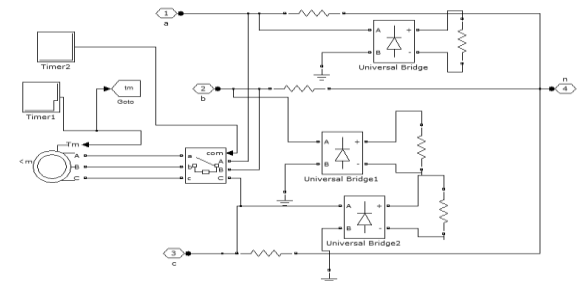 1
a
Timer2
A
B
+
-
Universal Bridge
tm
Goto
Timer1
2
b
n
4
Tm
<m
A
B
C
a
b
c
com
A
B
C
A
B
+
-
Universal Bridge1
A
B
+
-
Universal Bridge2
3
c